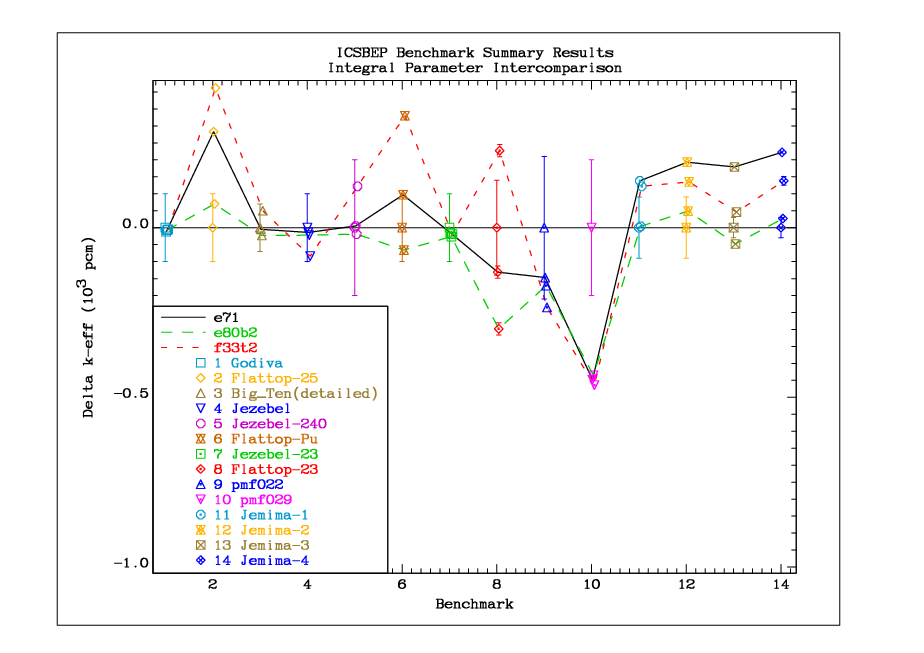 ICSBEP Benchmark Summary Results
Integral Parameter Intercomparison
Delta k-eff (10³ pcm)
0.0
-0.5
-1.0
e71
e80b2
f33t2
1 Godiva
2 Flattop-25
3 Big_Ten(detailed)
4 Jezebel
5 Jezebel-240
6 Flattop-Pu
7 Jezebel-23
8 Flattop-23
9 pmf022
10 pmf029
11 Jemima-1
12 Jemima-2
13 Jemima-3
14 Jemima-4
2 4 6 8 10 12 14
Benchmark